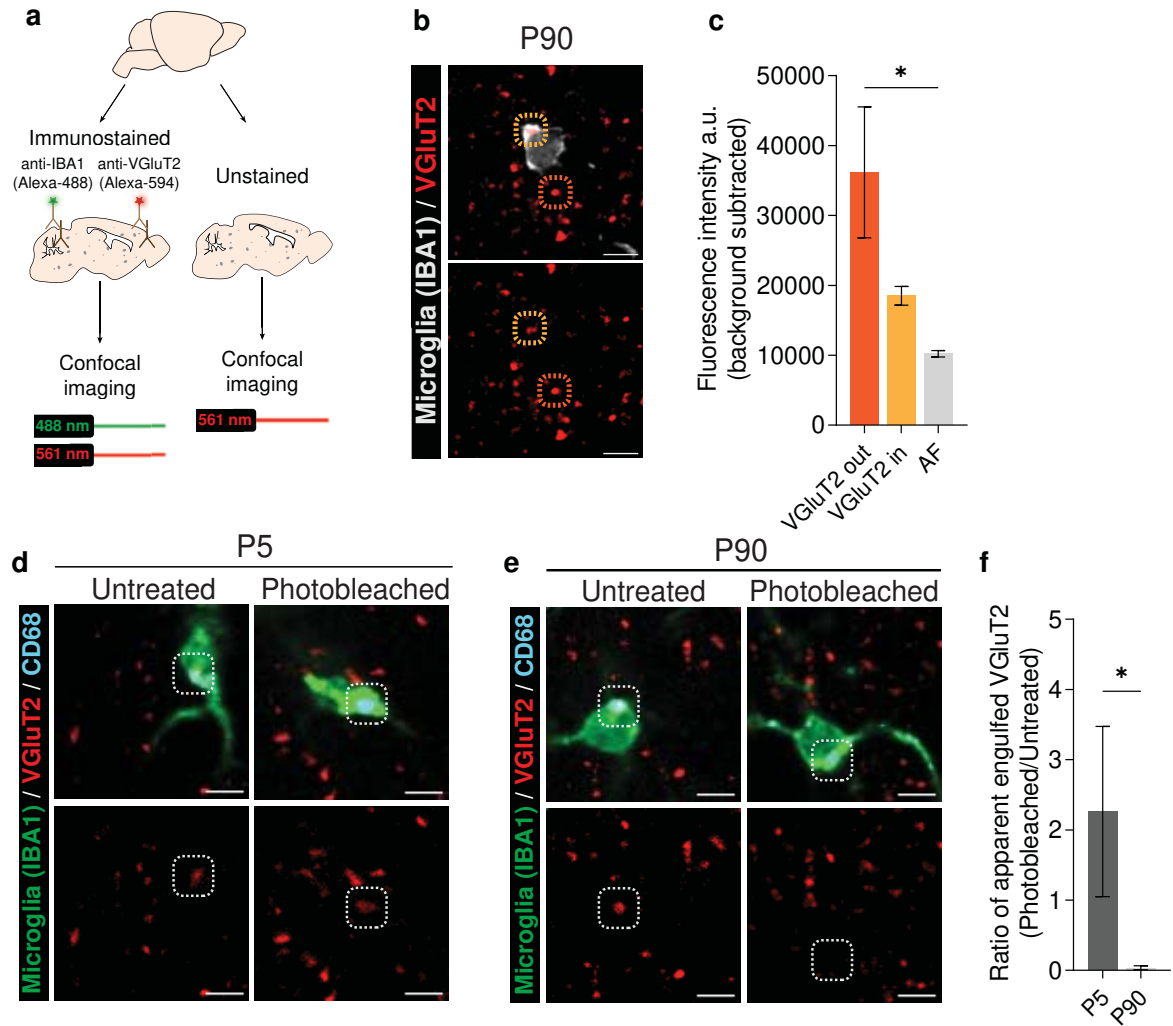 a
Immunostained
anti-IBA1 anti-VGluT2
(Alexa-488) (Alexa-594)
Unstained
Confocal
imaging
Confocal
imaging
488 nm
561 nm
561 nm
b
P90
Microglia (IBA1) / VGluT2
c
Fluorescence intensity a.u.
(background subtracted)
50000
40000
30000
20000
10000
0
*
VGluT2 out
VGluT2 in
AF
d
P5
Untreated Photobleached
Microglia (IBA1) / VGluT2 / CD68
e
P90
Untreated Photobleached
Microglia (IBA1) / VGluT2 / CD68
f
Ratio of apparent engulfed VGluT2
(Photobleached/Untreated)
5
4
3
2
1
0
*
P5
P90